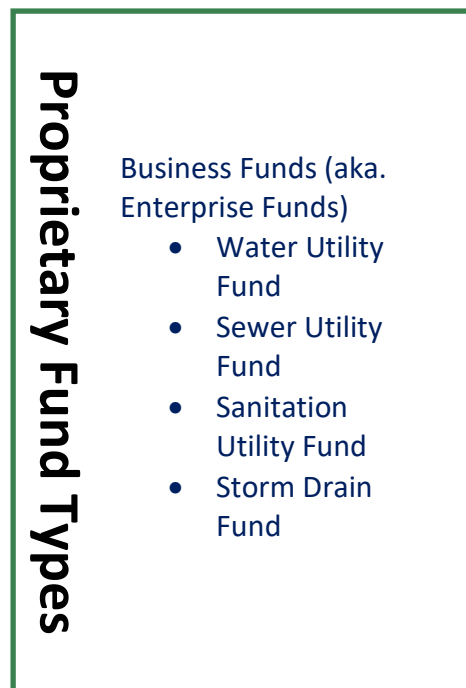 Proprietary Fund Types
Business Funds (aka.
Enterprise Funds)
• Water Utility
Fund
• Sewer Utility
Fund
• Sanitation
Utility Fund
• Storm Drain
Fund